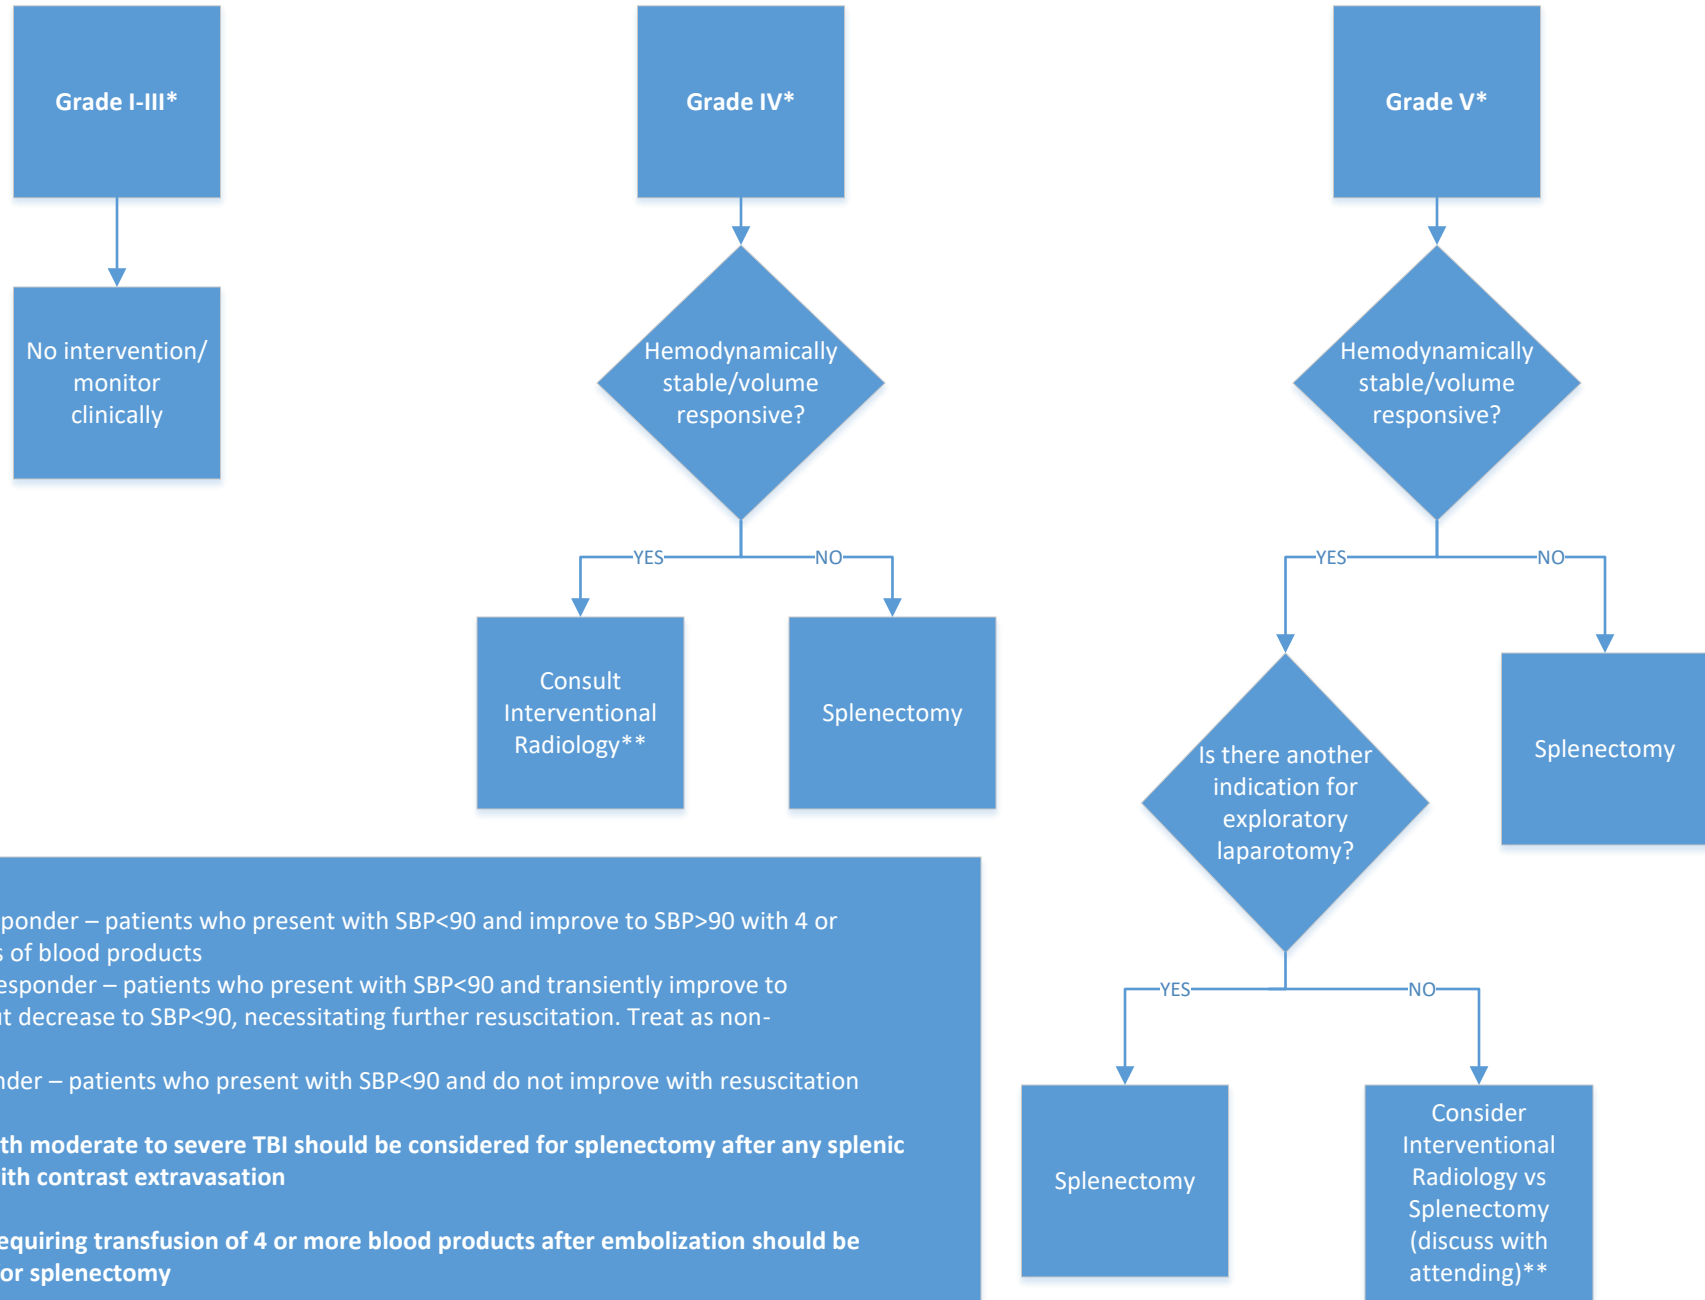 Grade I-III*
Grade IV*
Grade V*
No intervention/
monitor
clinically
Hemodynamically
stable/volume
responsive?
Hemodynamically
stable/volume
responsive?
YES
NO
YES
NO
Consult
Interventional
Radiology**
Splenectomy
Is there another
indication for
exploratory
laparotomy?
Splenectomy
YES
NO
Splenectomy
Consider
Interventional
Radiology vs
Splenectomy
(discuss with
attending)**
– patients who present with SBP<90 and improve to SBP>90 with 4 or
of blood products
– patients who present with SBP<90 and transiently improve to
decrease to SBP<90, necessitating further resuscitation. Treat as non-
– patients who present with SBP<90 and do not improve with resuscitation
moderate to severe TBI should be considered for splenectomy after any splenic
contrast extravasation
transfusion of 4 or more blood products after embolization should be
or splenectomy